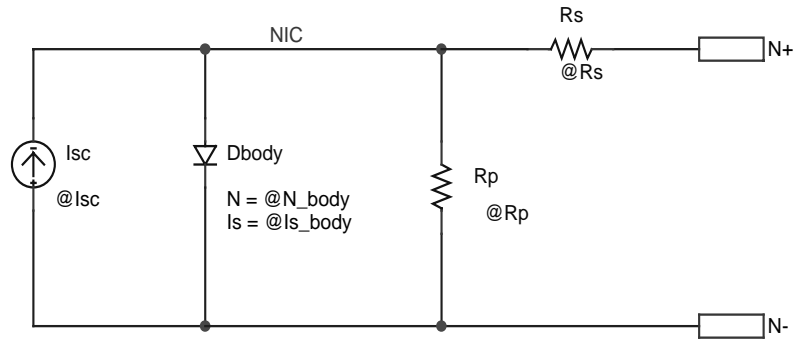 Rs
NIC
N+
@Rs
Isc
Dbody
@Isc
N = @N_body
Is = @Is_body
Rp
@Rp
N-